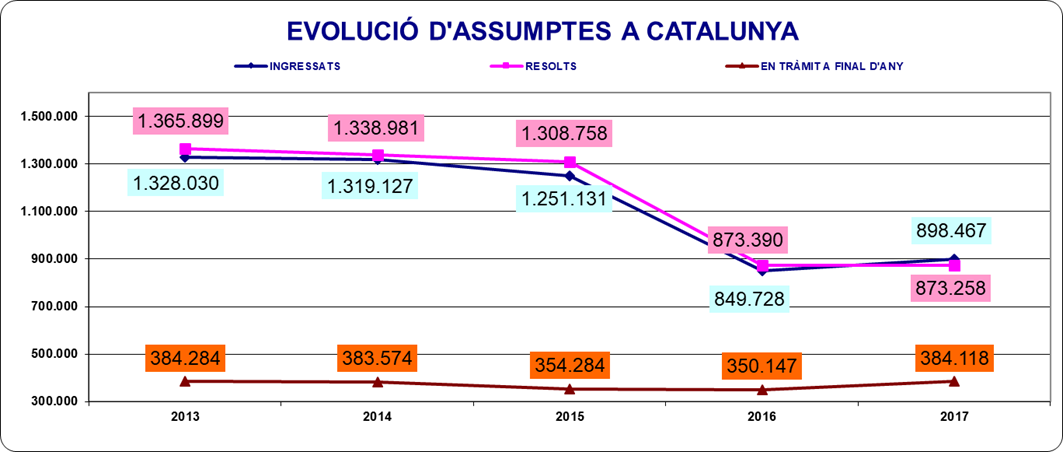 EVOLUCIÓ D'ASSUMPTES A CATALUNYA
INGRESSATS RESOLTS EN TRÀMIT A FINAL D'ANY
1.500.000
1.300.000
1.100.000
900.000
700.000
500.000
300.000
1.365.899 1.338.981 1.308.758 873.390 898.467
1.328.030 1.319.127 1.251.131 849.728 873.258
384.284 383.574 354.284 350.147 384.118
2013 2014 2015 2016 2017